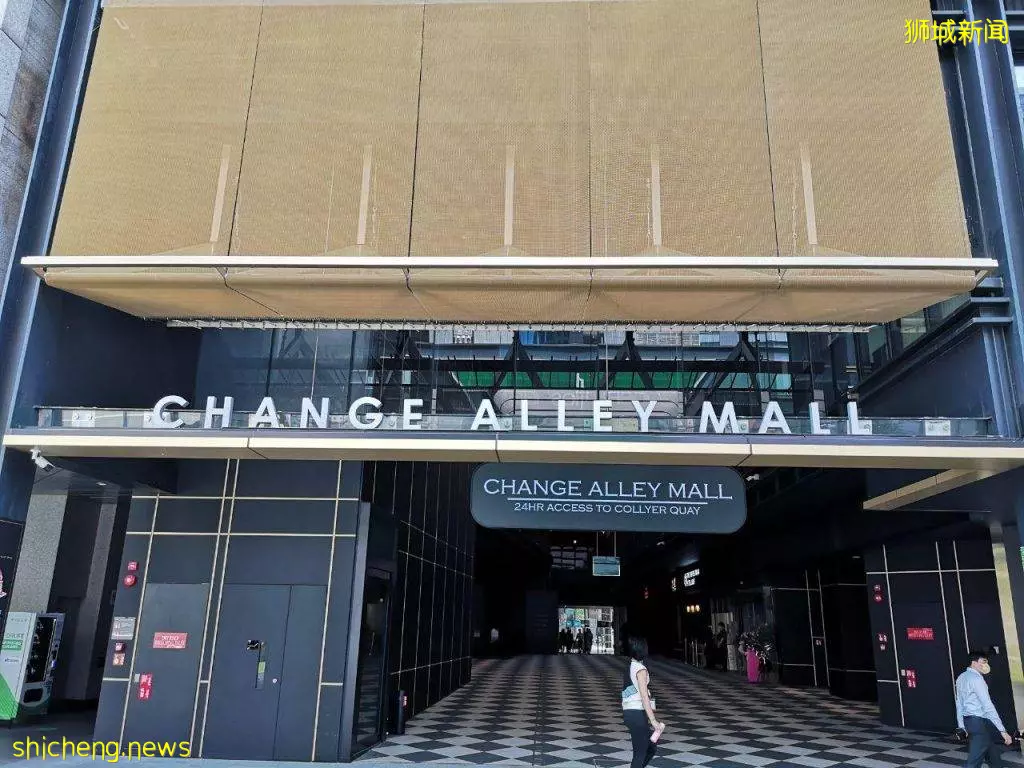 狮城新闻
CHANGE ALLEY MALL
CHANGE ALLEY MALL
24HR ACCESS TO COLLYER QUAY
shicheng.news